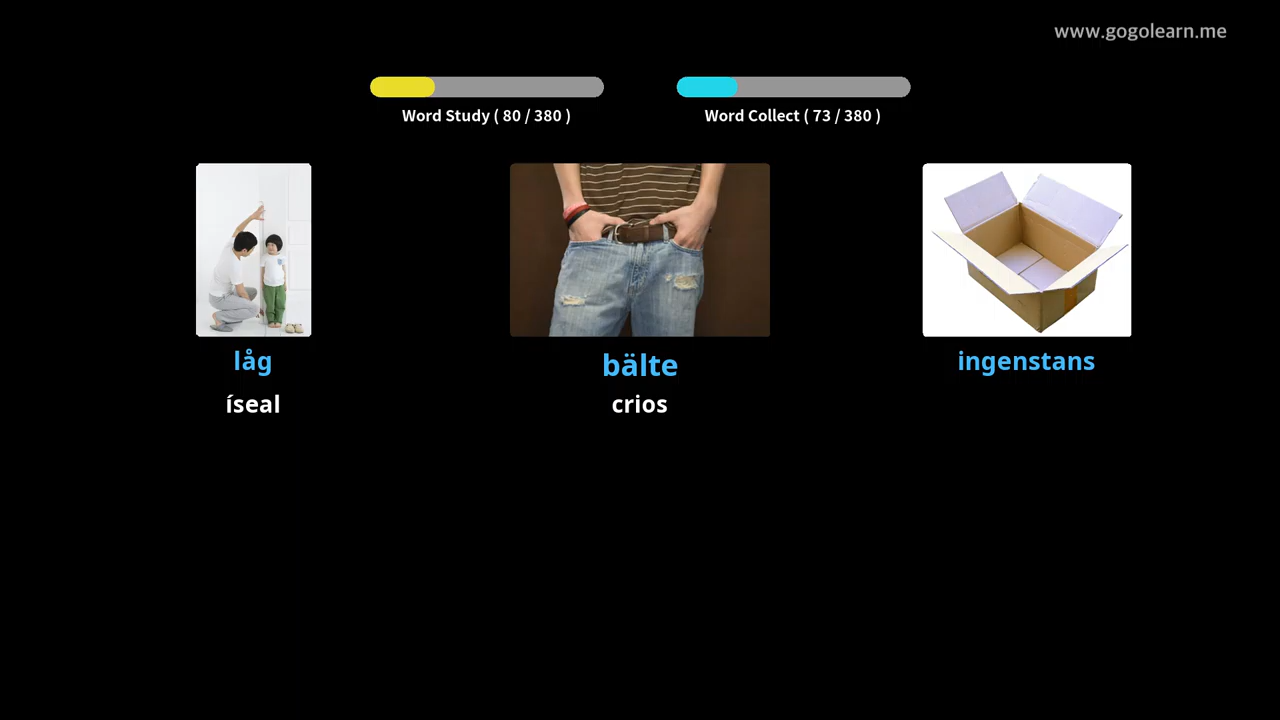 www.gogolearn.me
Word Study ( 80 / 380 )
Word Collect ( 73 / 380 )
låg
bälte
ingenstans
íseal
crios